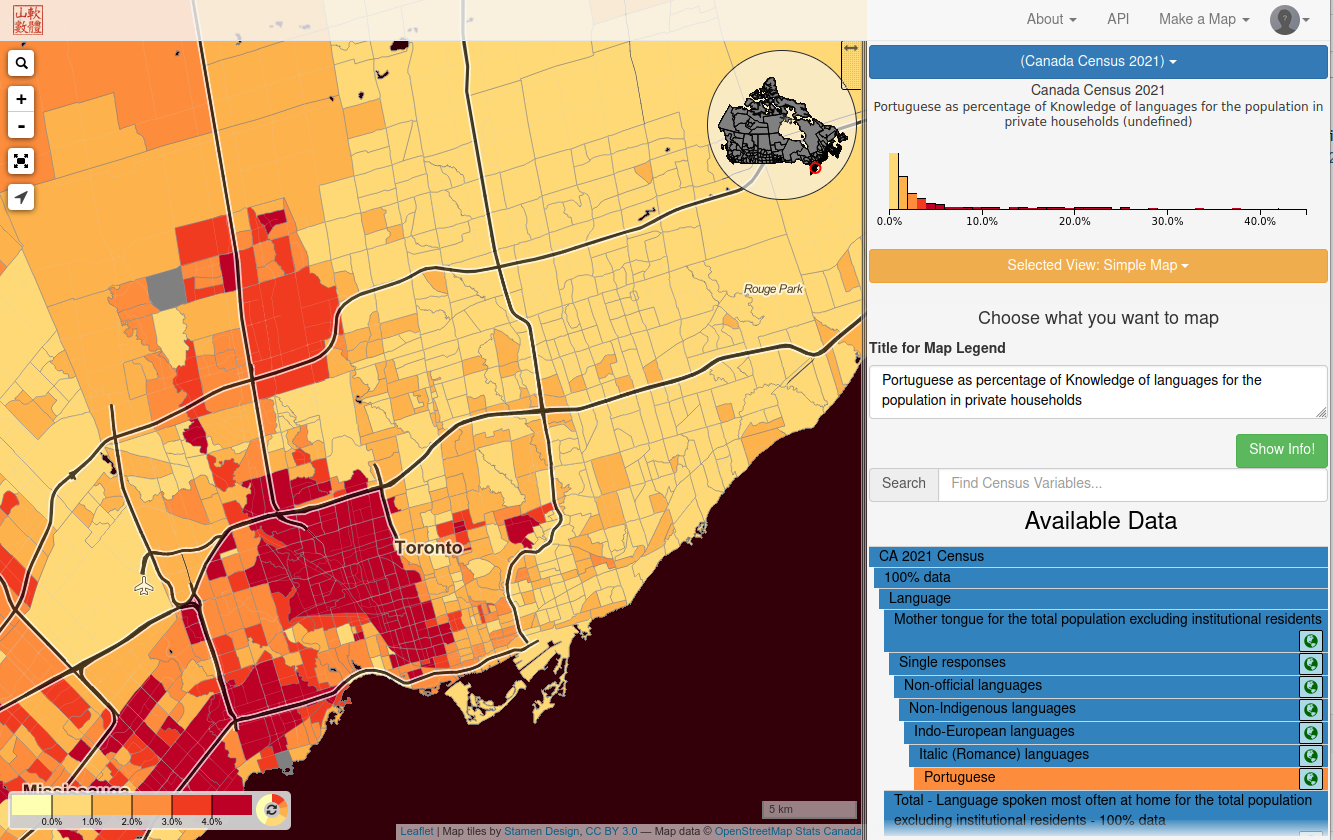 山軟
數體
About
API
Make a Map
+
-
(Canada Census 2021)
Canada Census 2021
Portuguese as percentage of Knowledge of languages for the population in
private households (undefined)
0.0% 10.0% 20.0% 30.0% 40.0%
Selected View: Simple Map
Rouge Park
Choose what you want to map
Title for Map Legend
Portuguese as percentage of Knowledge of languages for the
population in private households
Show Info!
Search
Find Census Variables...
Available Data
Toronto
CA 2021 Census
100% data
Language
Mother tongue for the total population excluding institutional residents
Single responses
Non-official languages
Non-Indigenous languages
Indo-European languages
Italic (Romance) languages
Portuguese
Total - Language spoken most often at home for the total population
excluding institutional residents - 100% data
Mississauga
0.0% 1.0% 2.0% 3.0% 4.0%
5 km
Leaflet | Map tiles by Stamen Design, CC BY 3.0 — Map data © OpenStreetMap Stats Canada